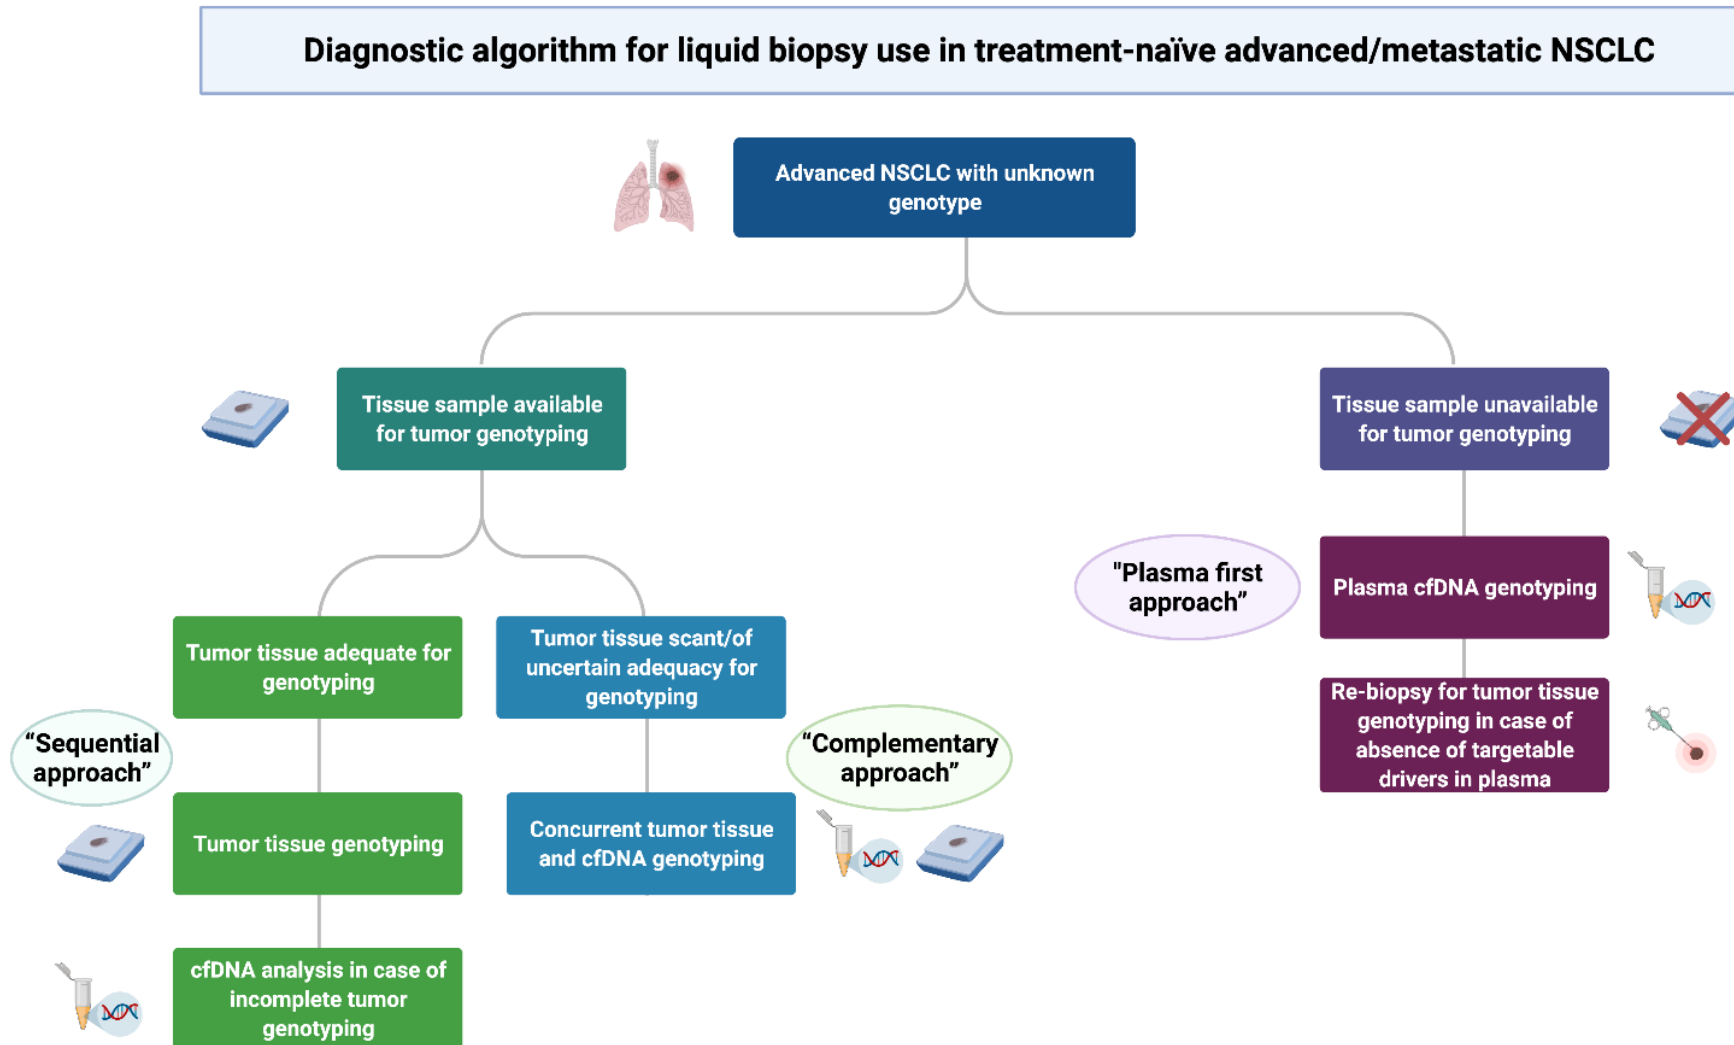 Diagnostic algorithm for liquid biopsy use in treatment-naïve advanced/metastatic NSCLC
Advanced NSCLC with unknown
genotype
Tissue sample available
for tumor genotyping
Tissue sample unavailable
for tumor genotyping
"Plasma first
approach”
Plasma cfDNA genotyping
Tumor tissue adequate for
genotyping
Tumor tissue scant/of
uncertain adequacy for
genotyping
Re-biopsy for tumor tissue
genotyping in case of
absence of targetable
drivers in plasma
“Sequential
approach”
“Complementary
approach”
Tumor tissue genotyping
Concurrent tumor tissue
and cfDNA genotyping
cfDNA analysis in case of
incomplete tumor
genotyping